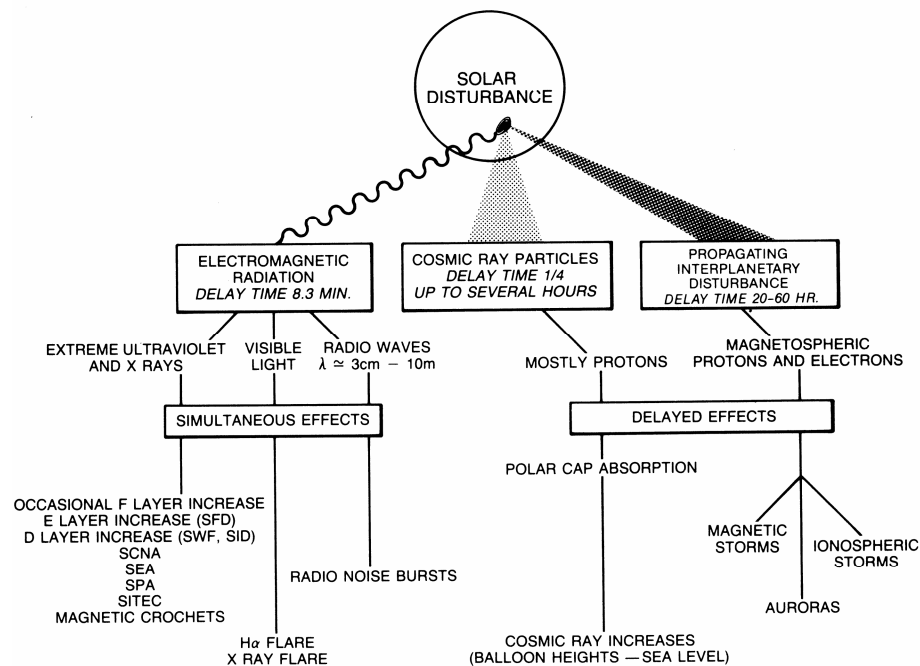 SOLAR
DISTURBANCE
ELECTROMAGNETIC
RADIATION
DELAY TIME 8.3 MIN.
COSMIC RAY PARTICLES
DELAY TIME 1/4
UP TO SEVERAL HOURS
PROPAGATING
INTERPLANETARY
DISTURBANCE
DELAY TIME 20-60 HR.
EXTREME ULTRAVIOLET
AND X RAYS
VISIBLE
LIGHT
RADIO WAVES
λ ≃ 3cm – 10m
MOSTLY PROTONS
MAGNETOSPHERIC
PROTONS AND ELECTRONS
SIMULTANEOUS EFFECTS
DELAYED EFFECTS
OCCASIONAL F LAYER INCREASE
E LAYER INCREASE (SFD)
D LAYER INCREASE (SWF, SID)
SCNA
SEA
SPA
SITEC
MAGNETIC CROCHETS
Hα FLARE
X RAY FLARE
RADIO NOISE BURSTS
POLAR CAP ABSORPTION
COSMIC RAY INCREASES
(BALLOON HEIGHTS — SEA LEVEL)
MAGNETIC
STORMS
AURORAS
IONOSPHERIC
STORMS